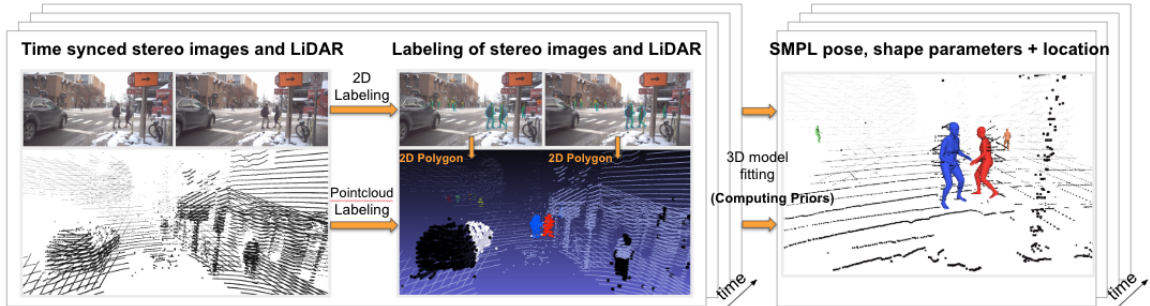 Time synced stereo images and LiDAR
2D
Labeling
Pointcloud
Labeling
Labeling of stereo images and LiDAR
2D Polygon
2D Polygon
time
3D model
fitting
(Computing Priors)
SMPL pose, shape parameters + location
time